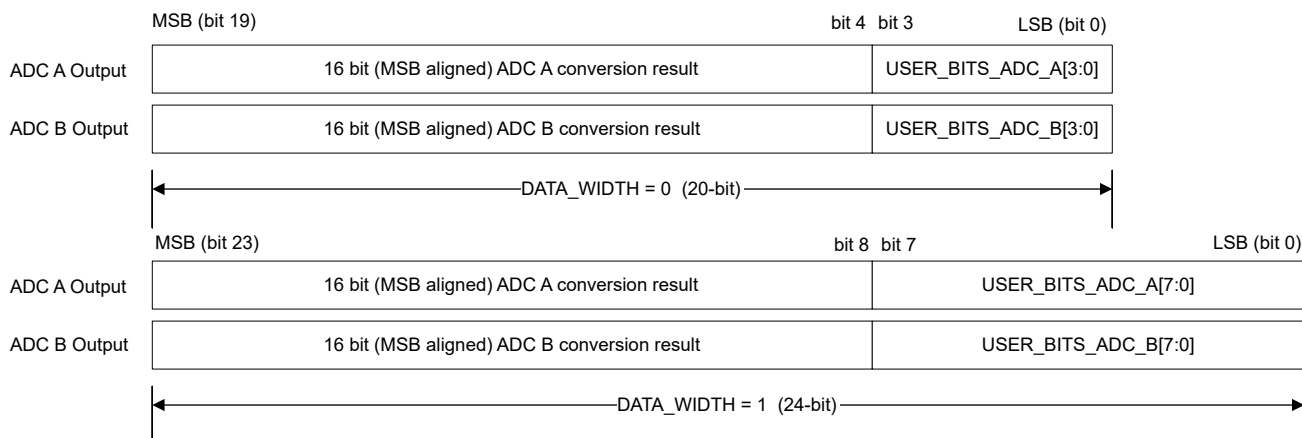 MSB (bit 19) bit 4 bit 3 LSB (bit 0)
ADC A Output 16 bit (MSB aligned) ADC A conversion result USER_BITS_ADC_A[3:0]
ADC B Output 16 bit (MSB aligned) ADC B conversion result USER_BITS_ADC_B[3:0]
DATA_WIDTH = 0 (20-bit)
MSB (bit 23) bit 8 bit 7 LSB (bit 0)
ADC A Output 16 bit (MSB aligned) ADC A conversion result USER_BITS_ADC_A[7:0]
ADC B Output 16 bit (MSB aligned) ADC B conversion result USER_BITS_ADC_B[7:0]
DATA_WIDTH = 1 (24-bit)